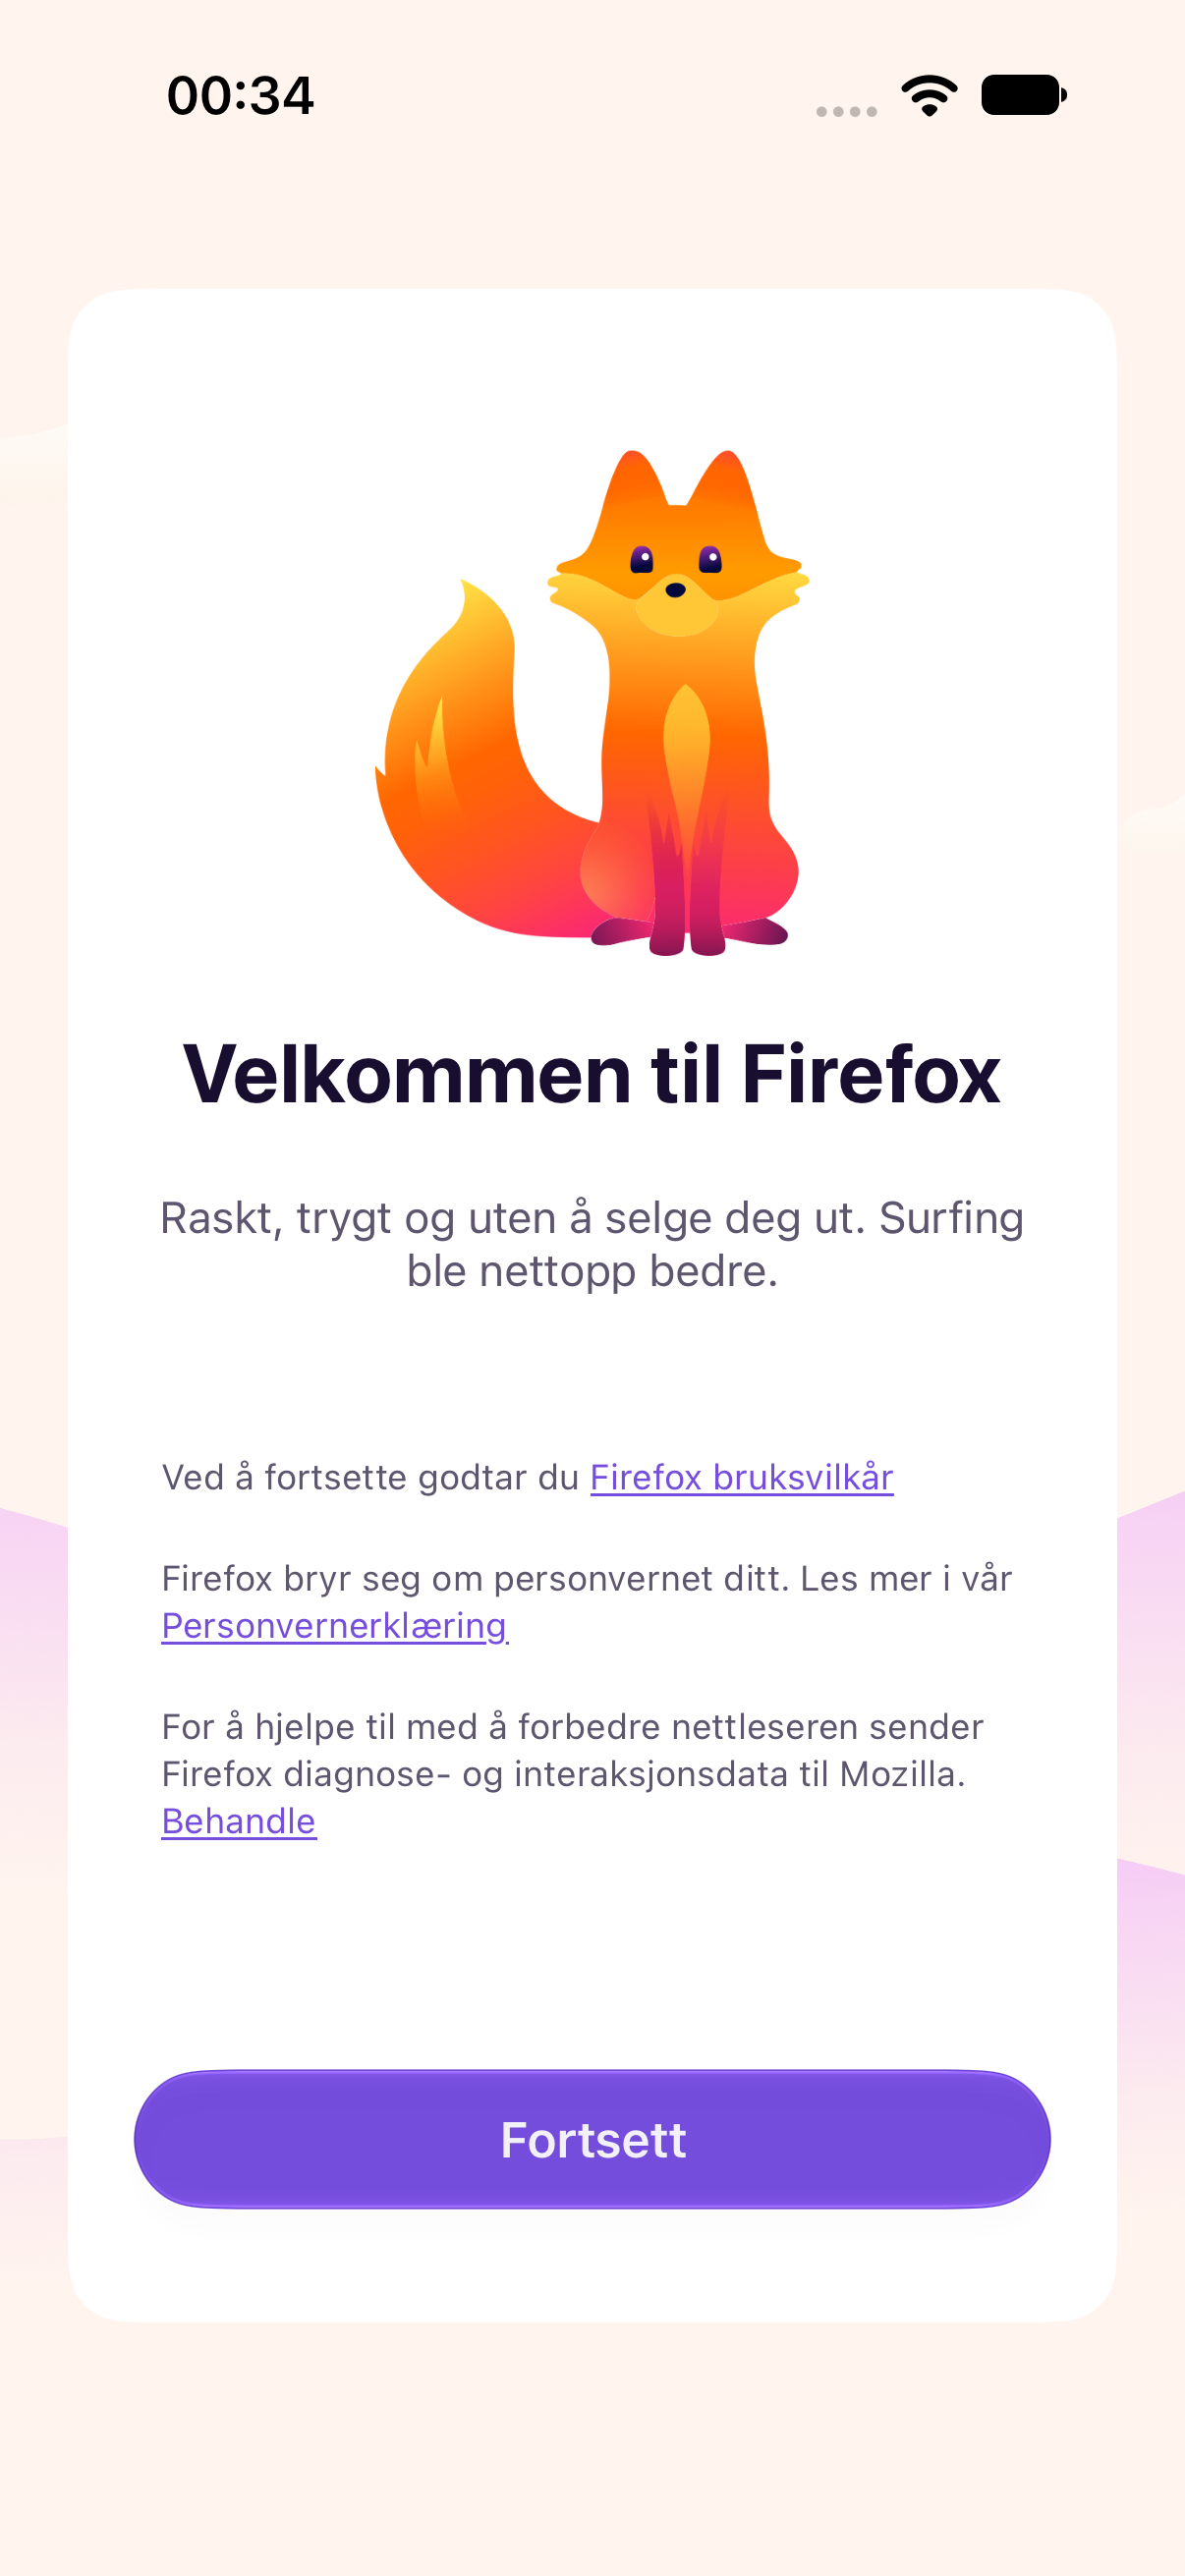 00:34
Velkommen til Firefox
Raskt, trygt og uten å selge deg ut. Surfing
ble nettopp bedre.
Ved å fortsette godtar du Firefox bruksvilkår
Firefox bryr seg om personvernet ditt. Les mer i vår
Personvernerklæring
For å hjelpe til med å forbedre nettleseren sender
Firefox diagnose- og interaksjonsdata til Mozilla.
Behandle
Fortsett